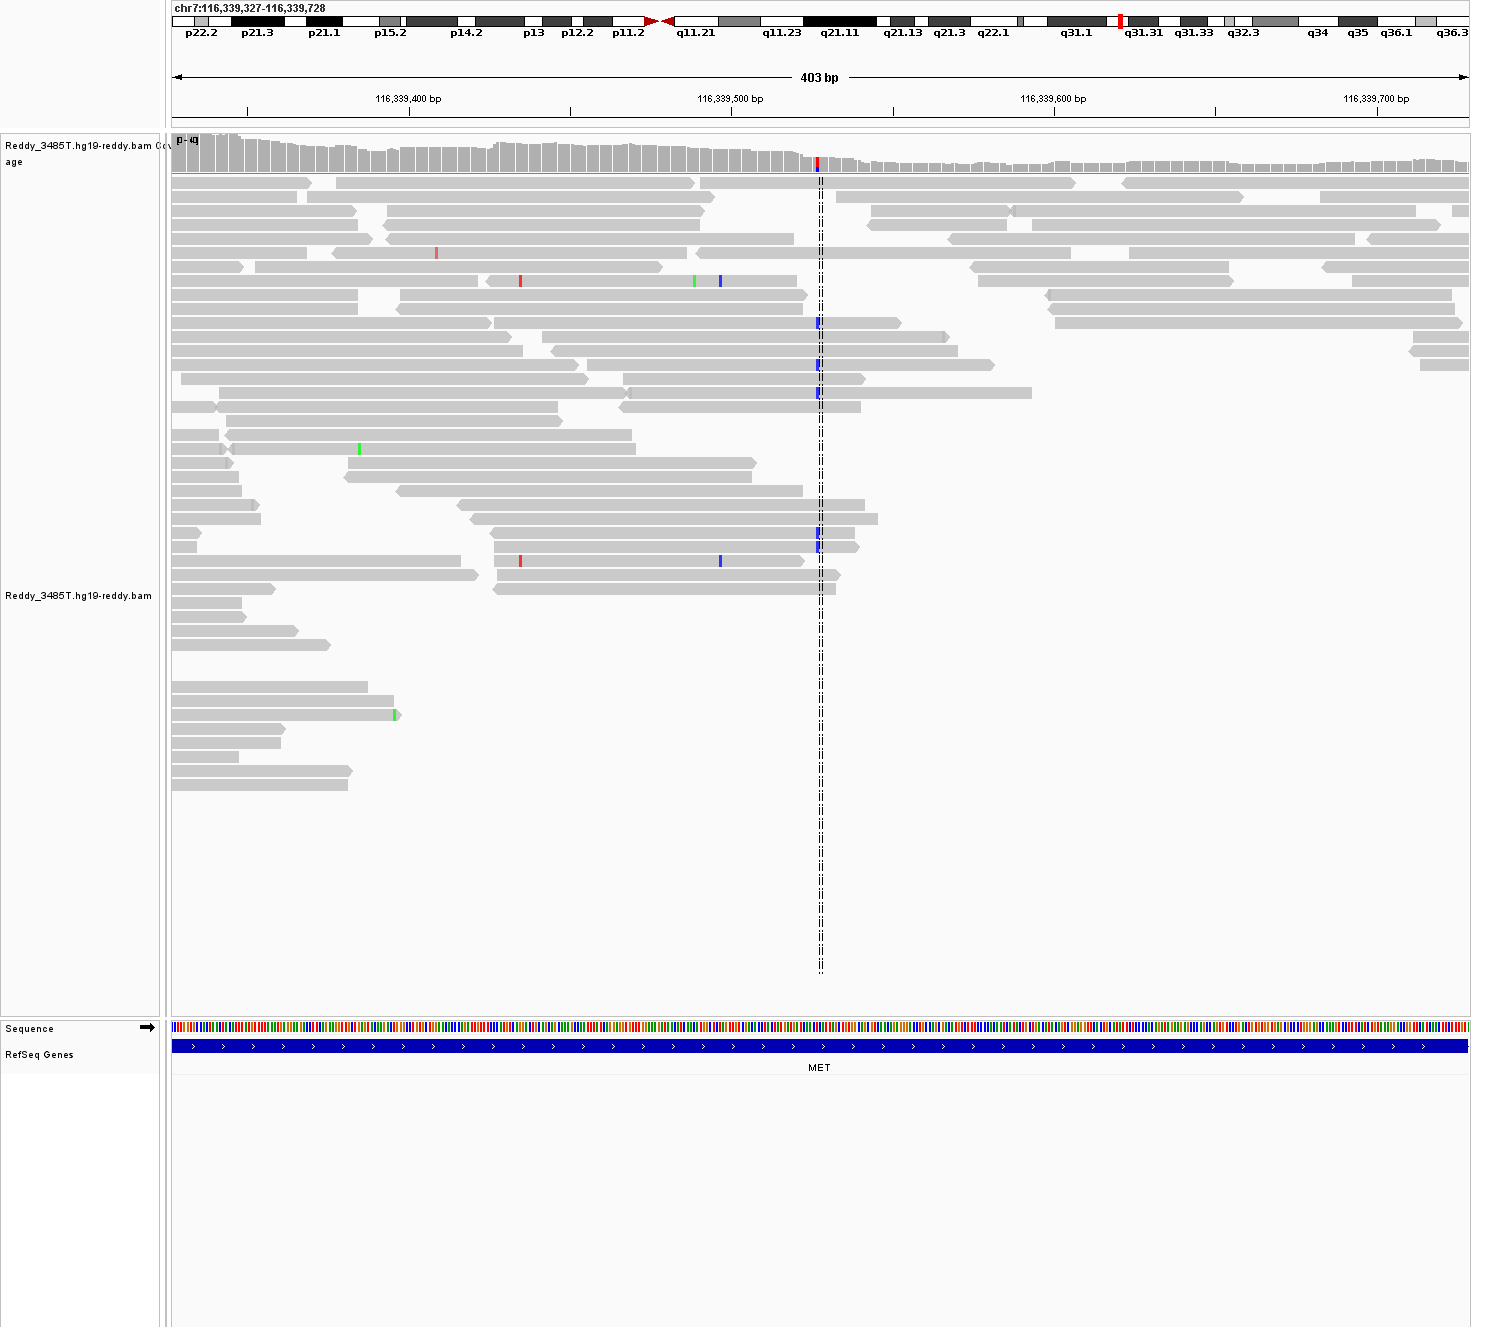 chr7:116,339,327-116,339,728
p22.2 p21.3 p21.1 p15.2 p14.2 p13 p12.2 p11.2 q11.21 q11.23 q21.11 q21.13 q21.3 q22.1 q31.1 q31.31 q31.33 q32.3 q34 q35 q36.1 q36.3
403 bp
116,339,400 bp 116,339,500 bp 116,339,600 bp 116,339,700 bp
Reddy_3485T.hg19-reddy.bam Cov
age
Reddy_3485T.hg19-reddy.bam
Sequence
RefSeq Genes
MET